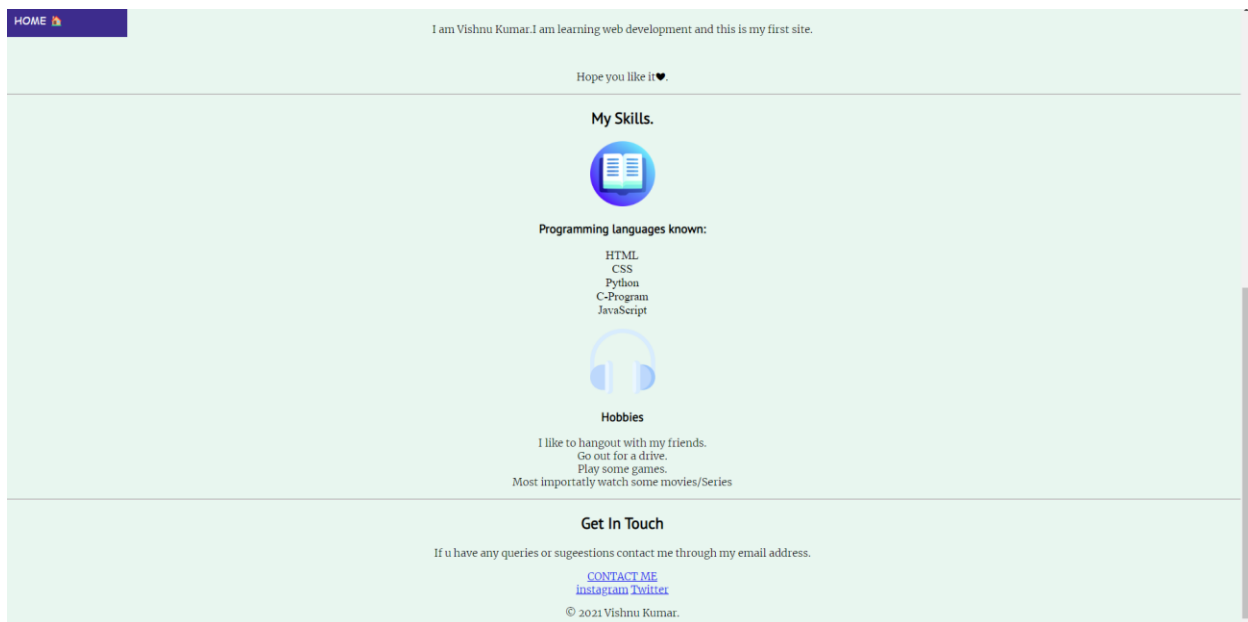 HOME 🏠
I am Vishnu Kumar.I am learning web development and this is my first site.
Hope you like it🖤.
My Skills.
Programming languages known:
HTML
CSS
Python
C-Program
JavaScript
Hobbies
I like to hangout with my friends.
Go out for a drive.
Play some games.
Most importatly watch some movies/Series
Get In Touch
If u have any queries or sugeestions contact me through my email address.
CONTACT ME
instagram Twitter
© 2021 Vishnu Kumar.